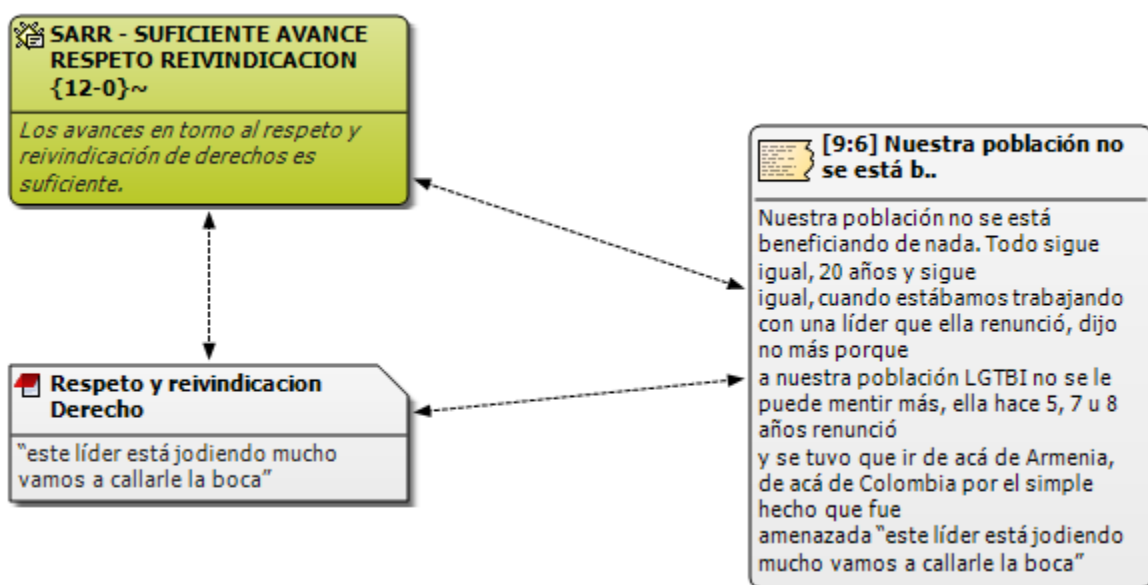 SARR - SUFICIENTE AVANCE
RESPETO REIVINDICACION
{12-0}~
Los avances en torno al respeto y
reivindicación de derechos es
suficiente.
Respeto y reivindicacion
Derecho
“este líder está jodiendo mucho
vamos a callarle la boca”
[9:6] Nuestra población no
se está b..
Nuestra población no se está
beneficiando de nada. Todo sigue
igual, 20 años y sigue
igual, cuando estábamos trabajando
con una líder que ella renunció, dijo
no más porque
a nuestra población LGTBI no se le
puede mentir más, ella hace 5, 7 u 8
años renunció
y se tuvo que ir de acá de Armenia,
de acá de Colombia por el simple
hecho que fue
amenazada “este líder está jodiendo
mucho vamos a callarle la boca”